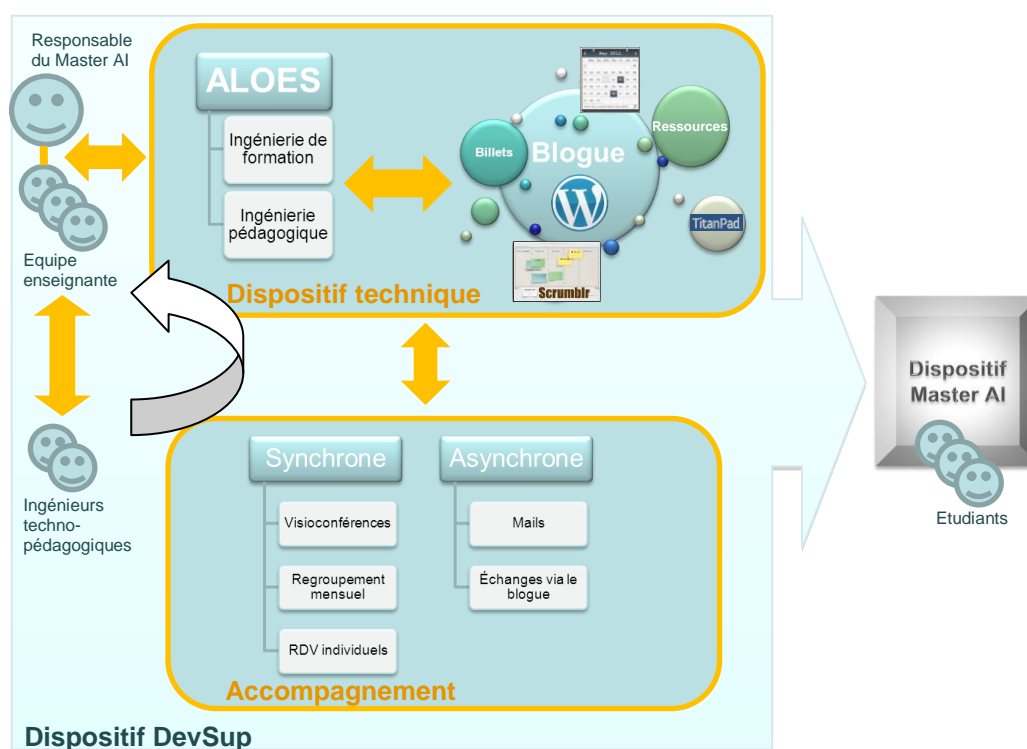 Responsable
du Master AI
Equipe
enseignante
Ingénieurs
techno-
pédagogiques
ALOES
Ingénierie de
formation
Ingénierie
pédagogique
Billets
Blogue
Ressources
TitanPad
Scrumblr
Dispositif technique
Synchrone
Visioconférences
Regroupement
mensuel
RDV individuels
Asynchrone
Mails
Échanges via le
blogue
Accompagnement
Dispositif DevSup
Dispositif
Master AI
Etudiants